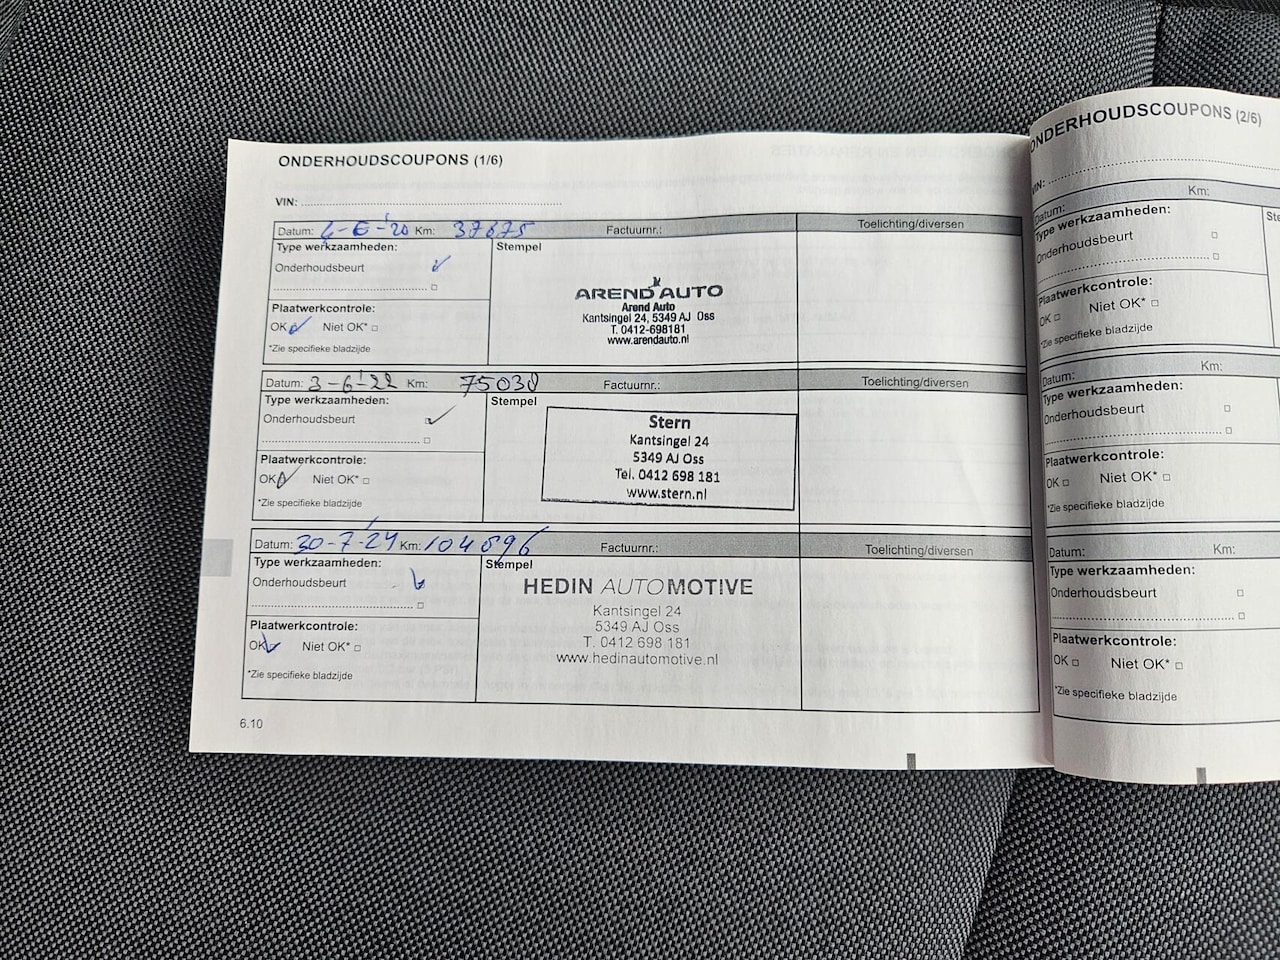 ONDERHOUDSCOUPONS (1/6)
VIN:
Datum: 4-6-'20 Km: 37675 Factuurnr.: Toelichting/diversen
Type werkzaamheden: Stempel
Onderhoudsbeurt
Plaatwerkcontrole:
OK Niet OK*
*Zie specifieke bladzijde
AREND AUTO
Arend Auto
Kantsingel 24, 5349 AJ Oss
T. 0412-698181
www.arendauto.nl
Datum: 3-6-'22 Km: 75038 Factuurnr.: Toelichting/diversen
Type werkzaamheden: Stempel
Onderhoudsbeurt
Plaatwerkcontrole:
OK Niet OK*
*Zie specifieke bladzijde
Stern
Kantsingel 24
5349 AJ Oss
Tel. 0412 698 181
www.stern.nl
Datum: 30-7-'24 Km: 104896 Factuurnr.: Toelichting/diversen
Type werkzaamheden: Stempel
Onderhoudsbeurt
Plaatwerkcontrole:
OK Niet OK*
*Zie specifieke bladzijde
HEDIN AUTOMOTIVE
Kantsingel 24
5349 AJ Oss
T. 0412 698 181
www.hedinautomotive.nl
6.10
ONDERHOUDSCOUPONS (2/6)
VIN:
Datum: Km:
Type werkzaamheden:
Onderhoudsbeurt
Plaatwerkcontrole:
OK Niet OK*
*Zie specifieke bladzijde
Datum: Km:
Type werkzaamheden:
Onderhoudsbeurt
Plaatwerkcontrole:
OK Niet OK*
*Zie specifieke bladzijde
Datum: Km:
Type werkzaamheden:
Onderhoudsbeurt
Plaatwerkcontrole:
OK Niet OK*
*Zie specifieke bladzijde